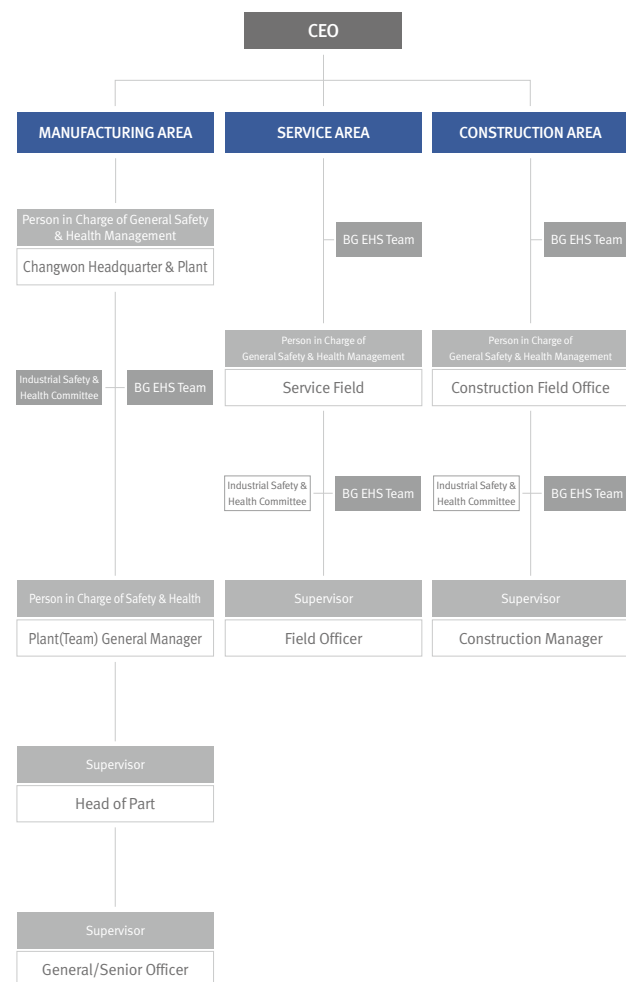 CEO
MANUFACTURING AREA
SERVICE AREA
CONSTRUCTION AREA
Person in Charge of General Safety
& Health Management
Changwon Headquarter & Plant
BG EHS Team
BG EHS Team
Person in Charge of
General Safety & Health Management
Service Field
Person in Charge of
General Safety & Health Management
Construction Field Office
Industrial Safety &
Health Committee
BG EHS Team
Industrial Safety &
Health Committee
BG EHS Team
Industrial Safety &
Health Committee
BG EHS Team
Person in Charge of Safety & Health
Plant(Team) General Manager
Supervisor
Field Officer
Supervisor
Construction Manager
Supervisor
Head of Part
Supervisor
General/Senior Officer